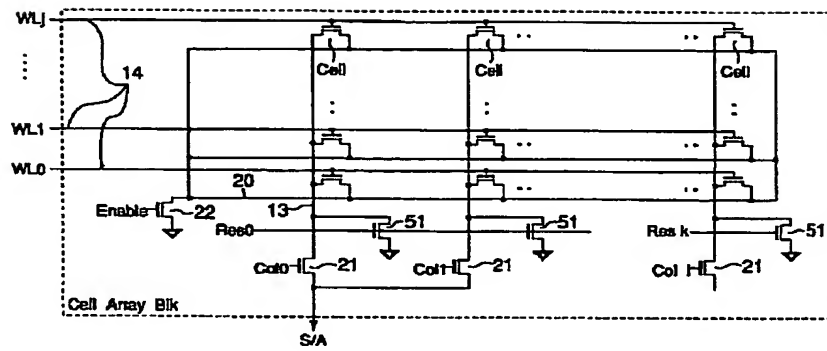 WLj
14
Cell
Cell
Cell
WL1
WL0
20
13
Enable
22
Res0
51
51
Res k
51
Col0
21
Col1
21
Col l
21
Cell Array Blk
S/A